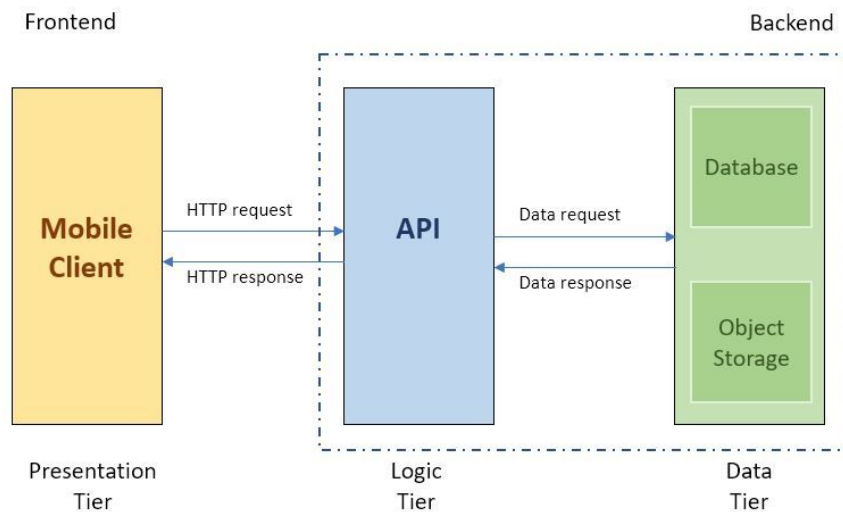 Frontend
Backend
Mobile
Client
HTTP request
HTTP response
API
Data request
Data response
Database
Object
Storage
Presentation
Tier
Logic
Tier
Data
Tier